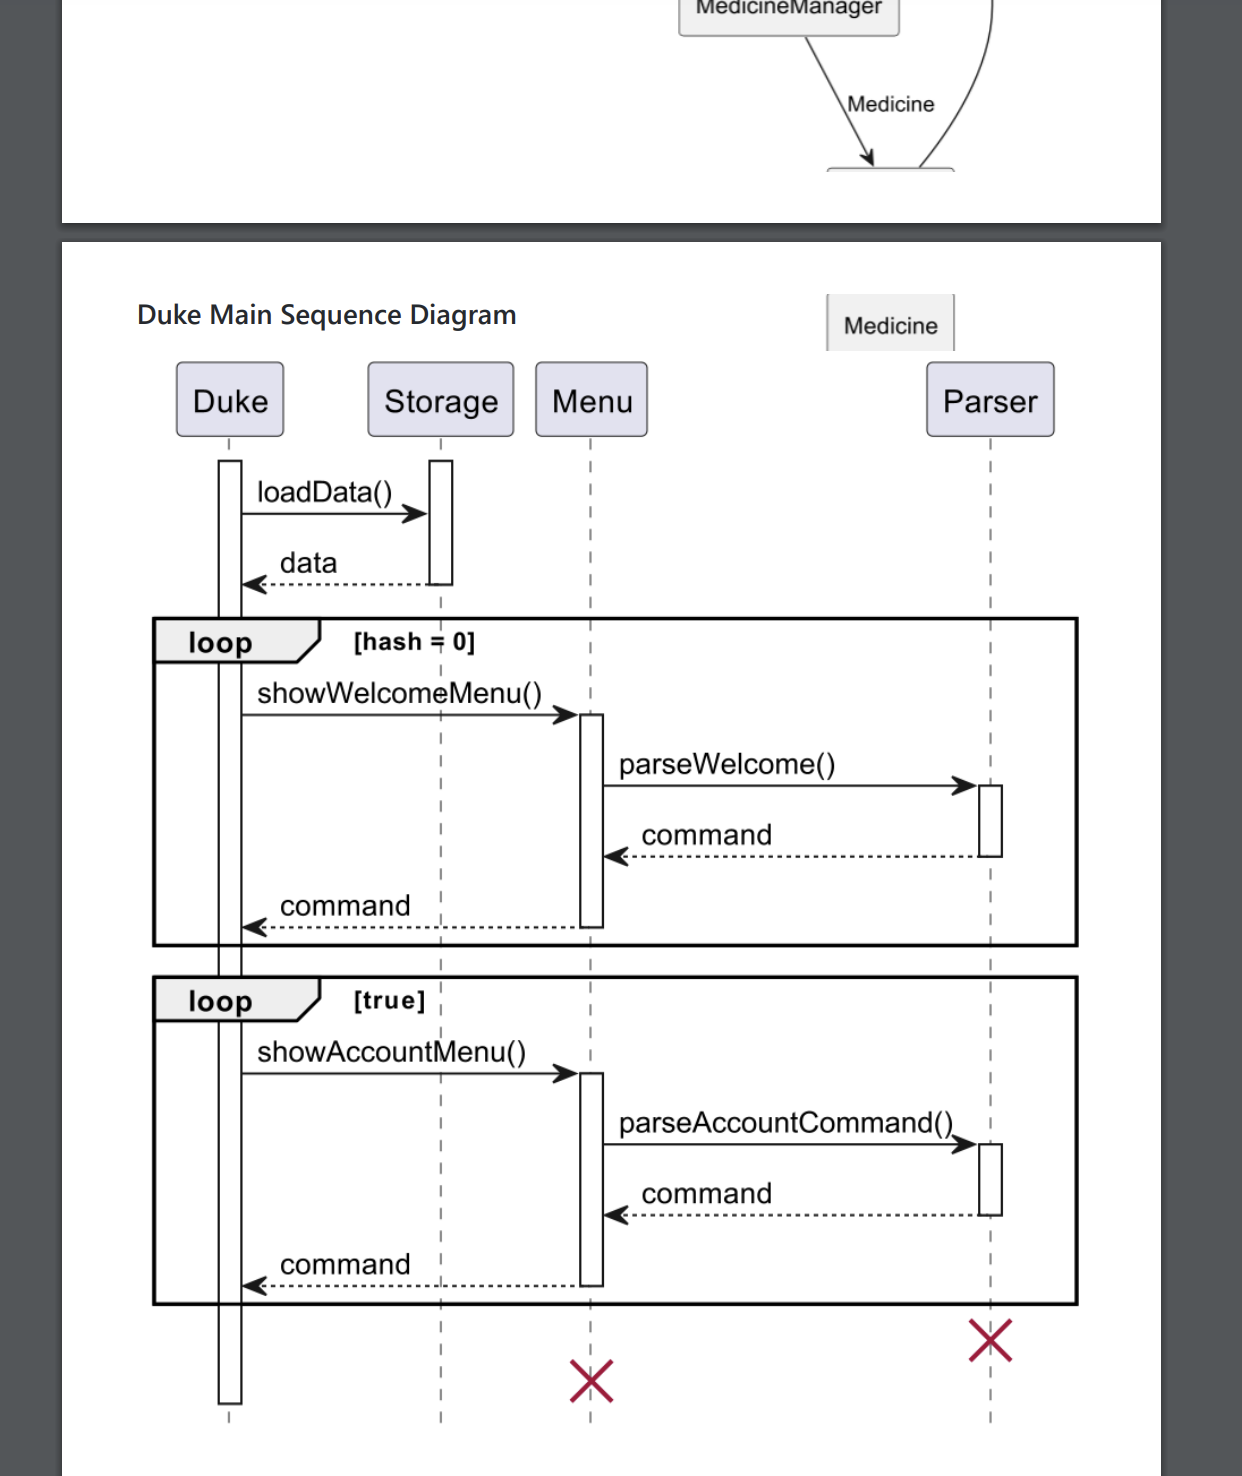 MedicineManager
Medicine
Duke Main Sequence Diagram
Medicine
Duke
Storage
Menu
Parser
loadData()
data
loop
[hash = 0]
showWelcomeMenu()
parseWelcome()
command
command
loop
[true]
showAccountMenu()
parseAccountCommand()
command
command